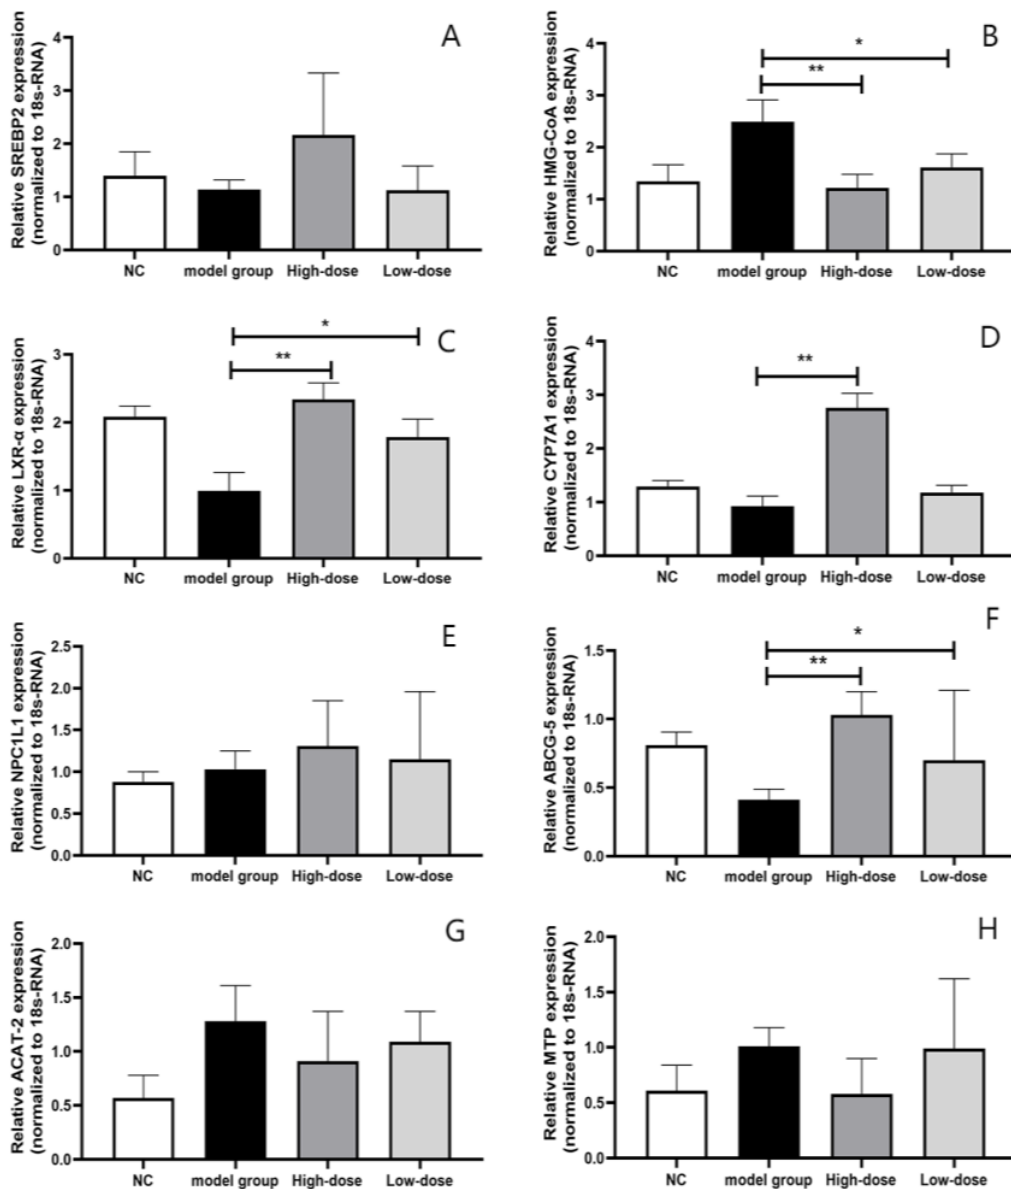 A
Relative SREBP2 expression
(normalized to 18s-RNA)
4
3
2
1
0
NC model group High-dose Low-dose
B
Relative HMG-CoA expression
(normalized to 18s-RNA)
4
3
2
1
0
*
**
NC model group High-dose Low-dose
C
Relative LXR-α expression
(normalized to 18s-RNA)
3
2
1
0
*
**
NC model group High-dose Low-dose
D
Relative CYP7A1 expression
(normalized to 18s-RNA)
4
3
2
1
0
**
NC model group High-dose Low-dose
E
Relative NPC1L1 expression
(normalized to 18s-RNA)
2.5
2.0
1.5
1.0
0.5
0.0
NC model group High-dose Low-dose
F
Relative ABCG-5 expression
(normalized to 18s-RNA)
1.5
1.0
0.5
0.0
*
**
NC model group High-dose Low-dose
G
Relative ACAT-2 expression
(normalized to 18s-RNA)
2.0
1.5
1.0
0.5
0.0
NC model group High-dose Low-dose
H
Relative MTP expression
(normalized to 18s-RNA)
2.0
1.5
1.0
0.5
0.0
NC model group High-dose Low-dose